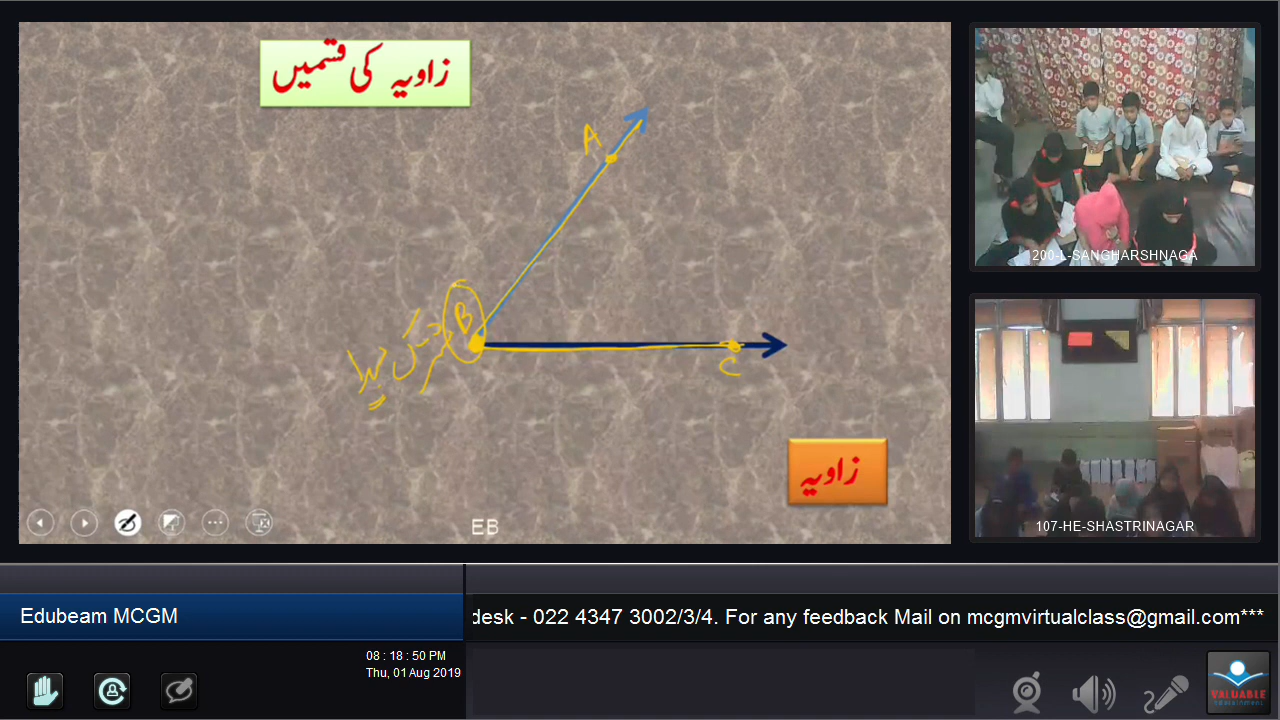 زاویہ کی قسمیں
A
B
C
زاویہ
EB
200-L-SANGHARSHNAGA
107-HE-SHASTRINAGAR
Edubeam MCGM
desk - 022 4347 3002/3/4. For any feedback Mail on mcgmvirtualclass@gmail.com***
08 : 18 : 50 PM
Thu, 01 Aug 2019
VALUABLE